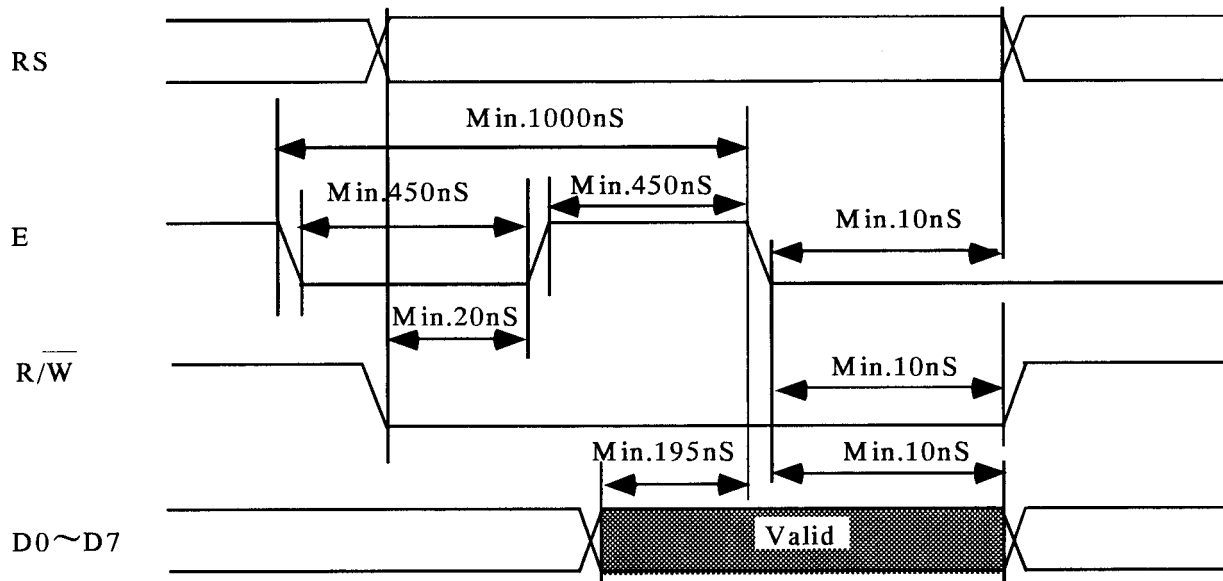 RS
Min.1000nS
Min.450nS
Min.450nS
E
Min.10nS
Min.20nS
R/W̅
Min.10nS
Min.195nS
Min.10nS
D0~D7
Valid